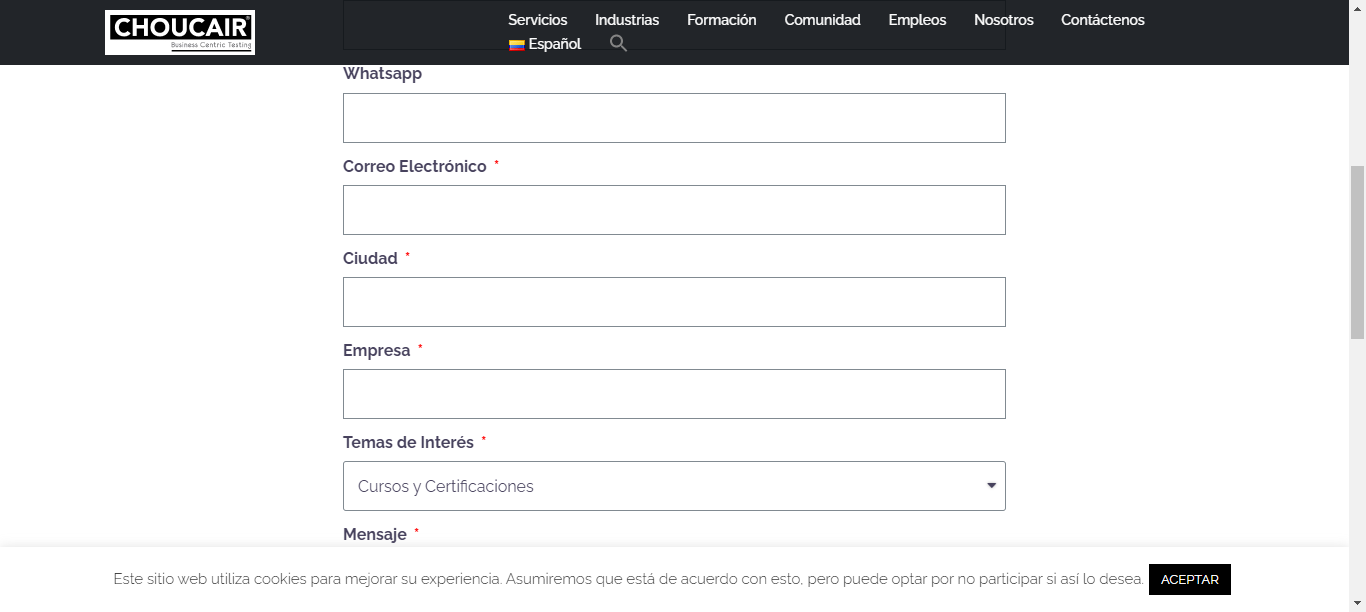 CHOUCAIR®
Business Centric Testing
Servicios Industrias Formación Comunidad Empleos Nosotros Contáctenos
Español
Whatsapp
Correo Electrónico *
Ciudad *
Empresa *
Temas de Interés *
Cursos y Certificaciones
Mensaje *
Este sitio web utiliza cookies para mejorar su experiencia. Asumiremos que está de acuerdo con esto, pero puede optar por no participar si así lo desea. ACEPTAR